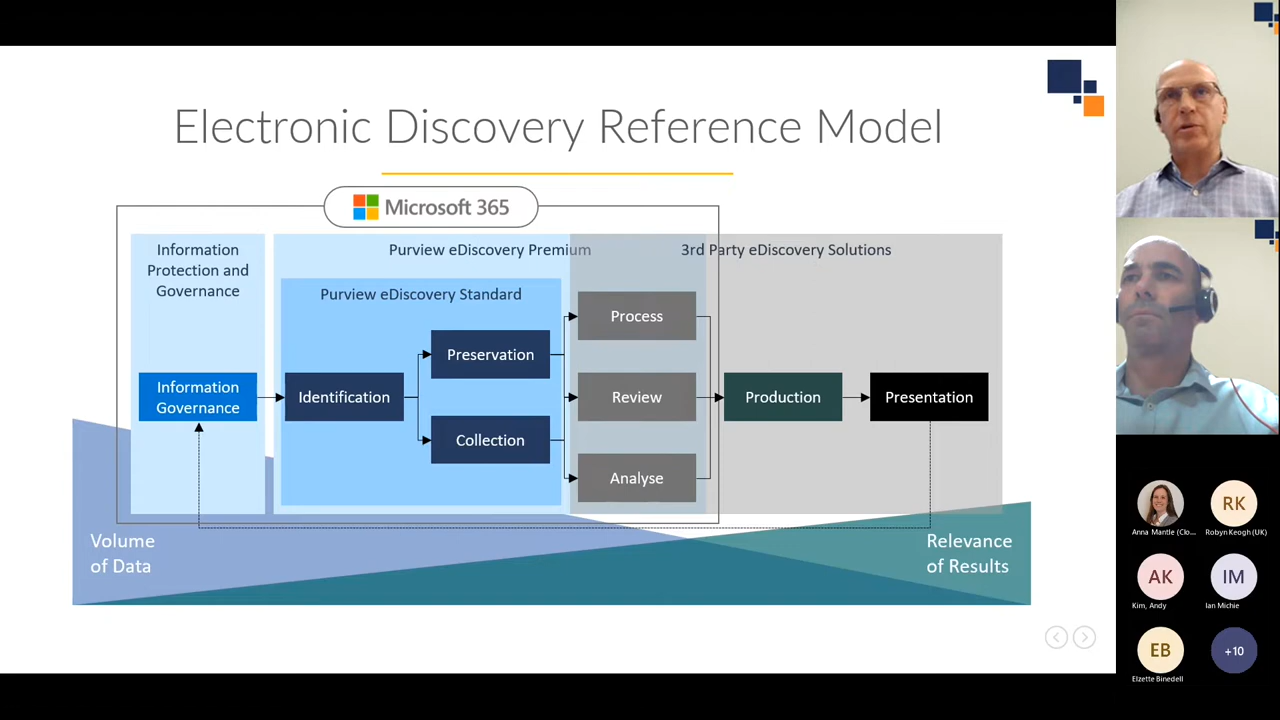 Electronic Discovery Reference Model
Microsoft 365
Information
Protection and
Governance
Purview eDiscovery Premium
3rd Party eDiscovery Solutions
Purview eDiscovery Standard
Process
Preservation
Information
Governance
Identification
Review
Production
Presentation
Collection
Analyse
Volume
of Data
Relevance
of Results
RK
Anna Mantle (Clo...
Robyn Keogh (UK)
AK
IM
Kim, Andy
Ian Michie
EB
+10
Elzette Binedell